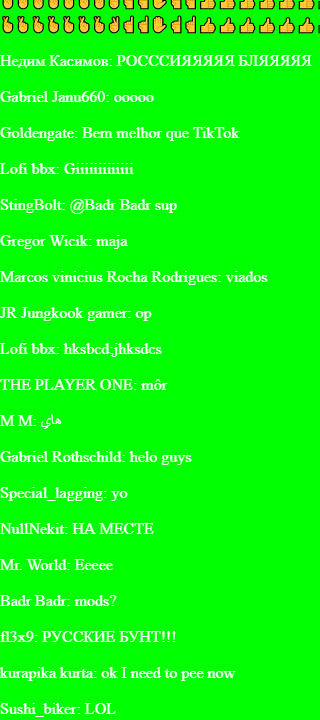 Недим Касимов: РОСССИЯЯЯЯЯ БЛЯЯЯЯЯ
Gabriel Janu660: ooooo
Goldengate: Bem melhor que TikTok
Lofi bbx: Giiiiiiiiiiiii
StingBolt: @Badr Badr sup
Gregor Wicik: maja
Marcos vinicius Rocha Rodrigues: viados
JR Jungkook gamer: op
Lofi bbx: hksbcd;jhksdcs
THE PLAYER ONE: môr
M M: هاي
Gabriel Rothschild: helo guys
Special_lagging: yo
NullNekit: НА МЕСТЕ
Mr. World: Eeeee
Badr Badr: mods?
fl3x9: РУССКИЕ БУНТ!!!
kurapika kurta: ok I need to pee now
Sushi_biker: LOL